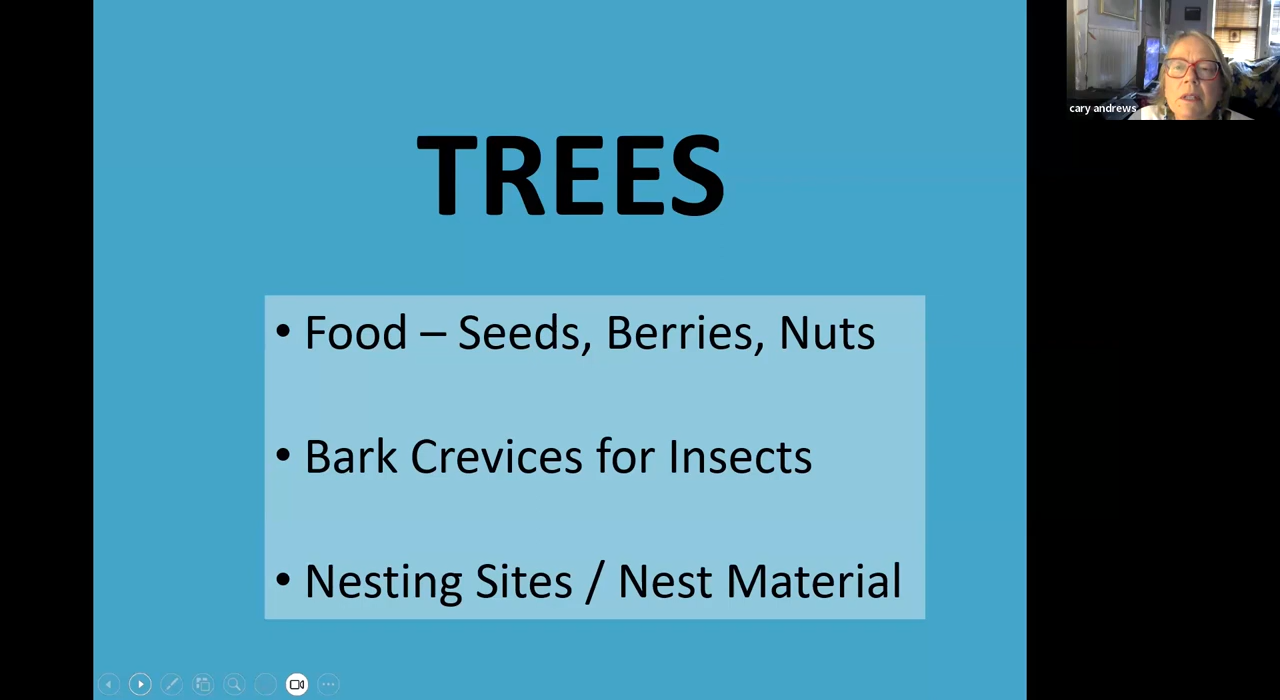 TREES
• Food – Seeds, Berries, Nuts
• Bark Crevices for Insects
• Nesting Sites / Nest Material
cary andrews